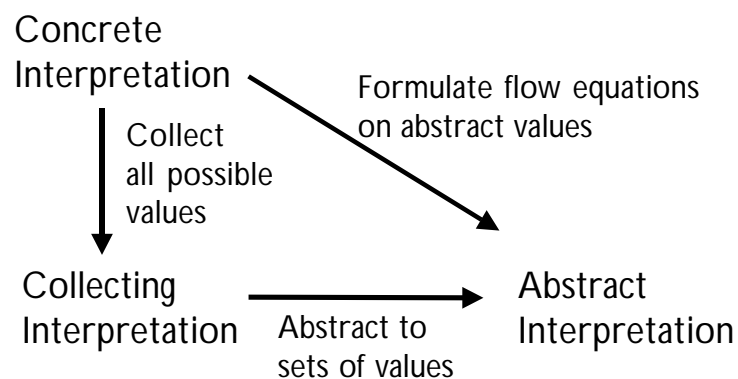 Concrete
Interpretation
Formulate flow equations
on abstract values
Collect
all possible
values
Collecting
Interpretation
Abstract to
sets of values
Abstract
Interpretation